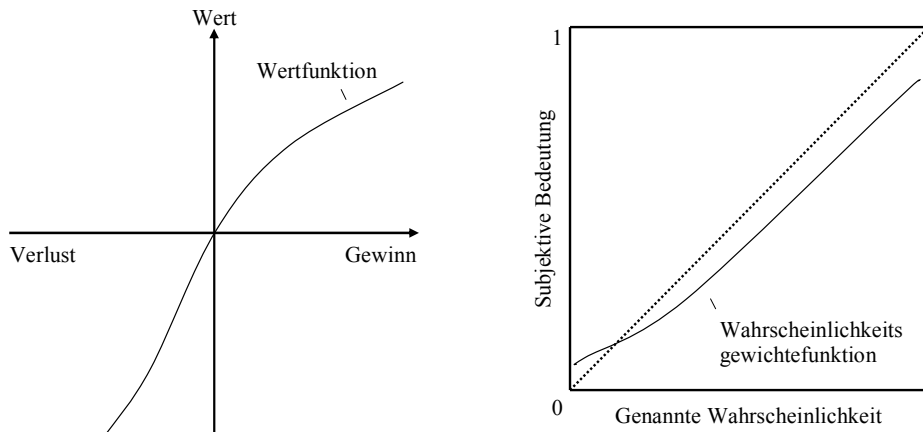 Wert
Wertfunktion
Verlust
Gewinn
1
Subjektive Bedeutung
Wahrscheinlichkeits
gewichtefunktion
0
Genannte Wahrscheinlichkeit